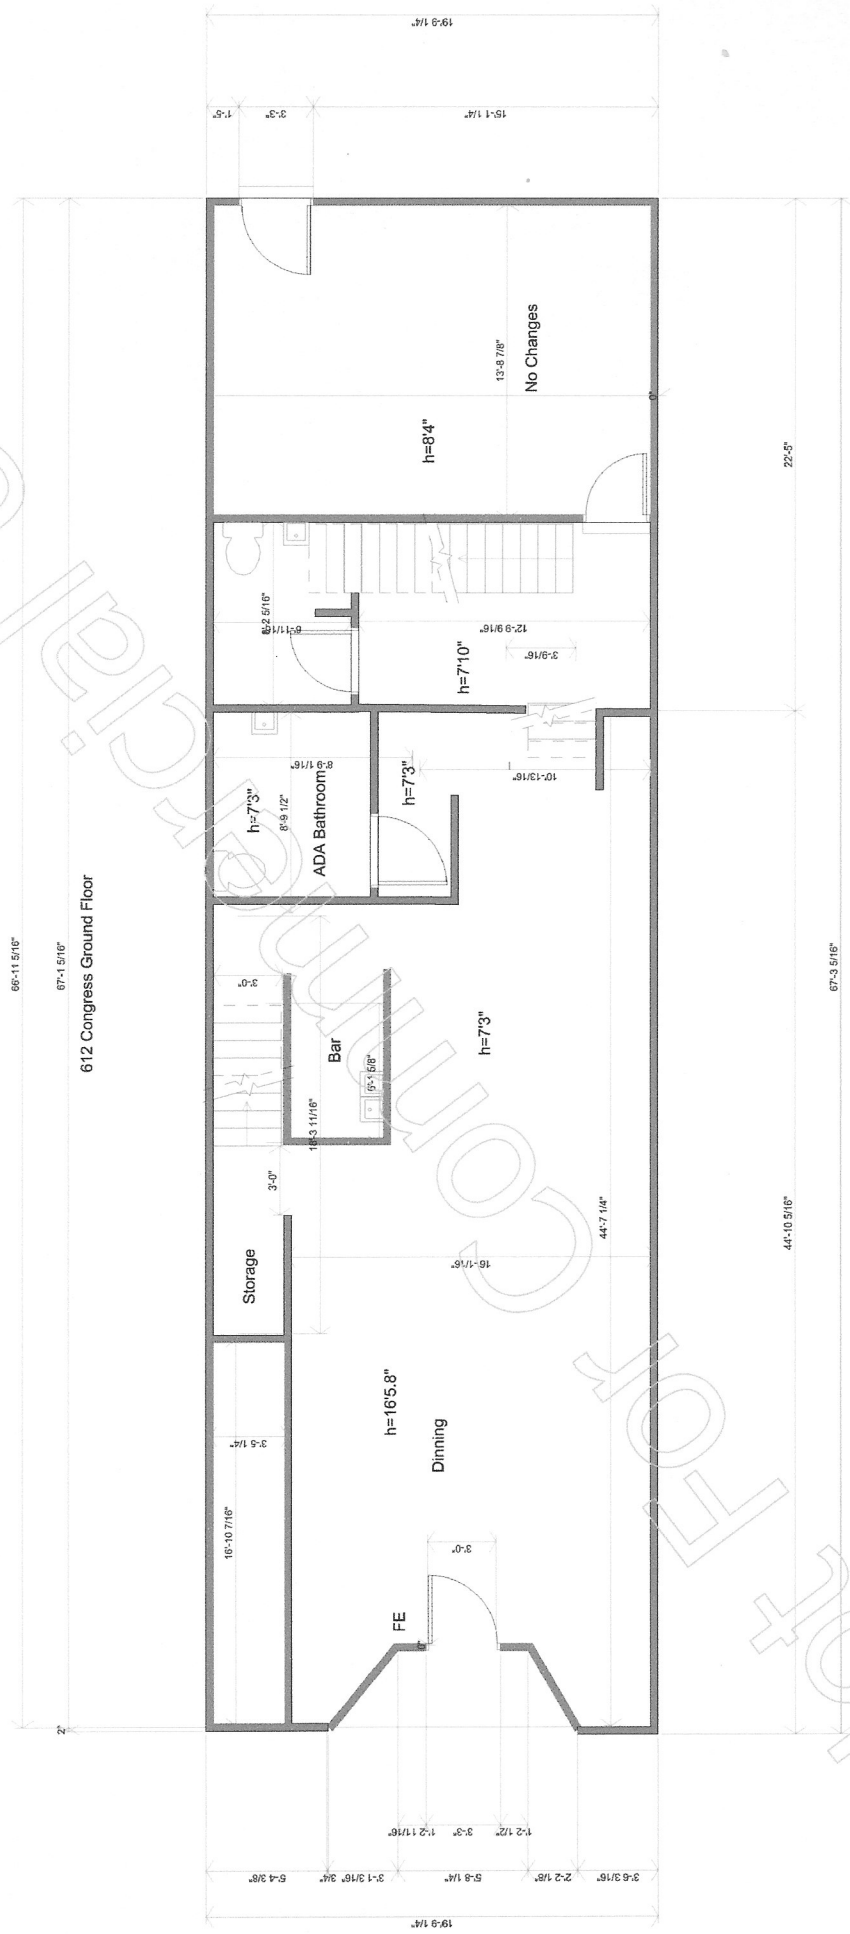 19'-9 1/4"
1'-5"
3'-3"
15'-1 1/4"
66'-11 5/16"
67'-1 5/16"
612 Congress Ground Floor
13'-8 7/8"
No Changes
h=8'4"
0"
22'-5"
8'-2 5/16"
6'-11/16"
12'-9 9/16"
3'-9/16"
h=7'10"
8'-9 1/16"
h=7'3"
8'-9 1/2"
ADA Bathroom
h=7'3"
10'-13/16"
3'-0"
Bar
6'-1 5/8"
h=7'3"
18'-3 11/16"
3'-0"
Storage
16'-1/16"
44'-7 1/4"
44'-10 5/16"
67'-3 5/16"
h=16'5.8"
Dinning
3'-5 1/4"
16'-10 7/16"
3'-0"
FE
0"
2"
1'-2 11/16"
3'-3"
1'-2 1/2"
5'-4 3/8"
3/4"
3'-1 3/16"
5'-8 1/4"
2'-2 1/8"
3'-6 3/16"
19'-9 1/4"
For Commercial